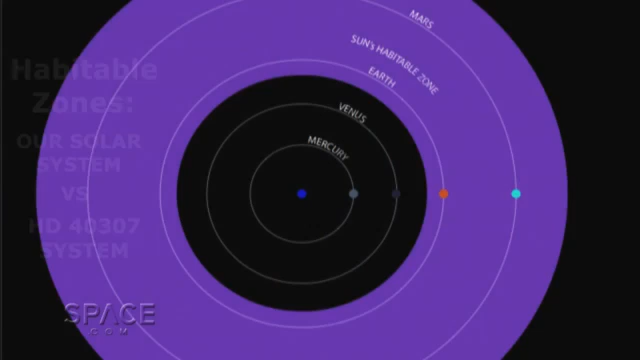 Habitable
Zones:
OUR SOLAR
SYSTEM
VS
HD 40307
SYSTEM
MARS
SUN's HABITABLE ZONE
EARTH
VENUS
MERCURY
SPACE
.COM